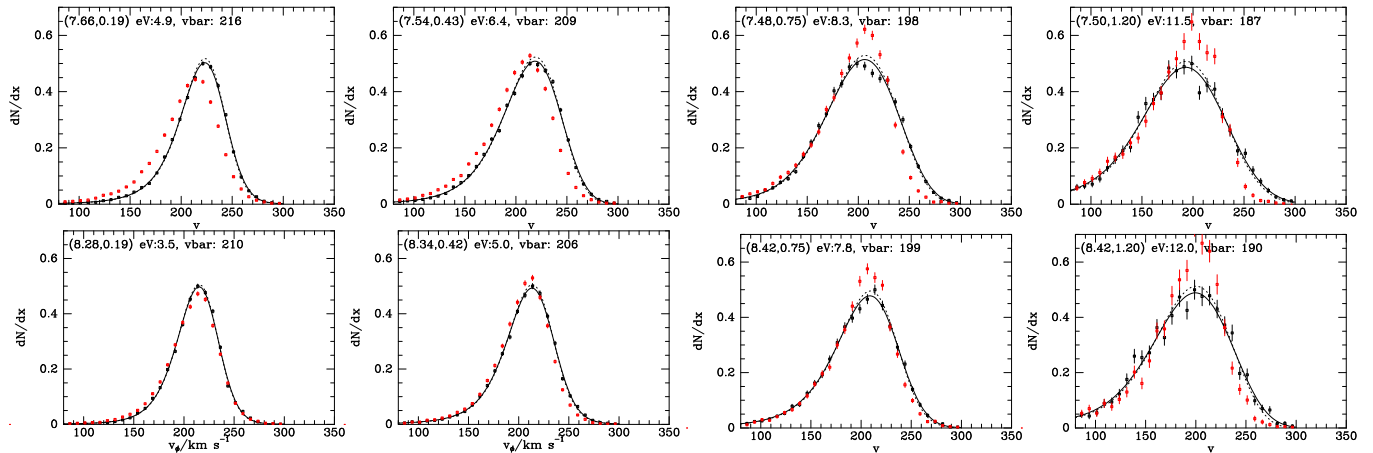 (7.66,0.19) eV:4.9, vbar: 216
0.6
0.4
0.2
0
dN/dx
100 150 200 250 300 350
v
(7.54,0.43) eV:6.4, vbar: 209
0.6
0.4
0.2
0
dN/dx
100 150 200 250 300 350
v
(7.48,0.75) eV:8.3, vbar: 198
0.6
0.4
0.2
0
dN/dx
100 150 200 250 300 350
v
(7.50,1.20) eV:11.5, vbar: 187
0.6
0.4
0.2
0
dN/dx
100 150 200 250 300 350
v
(8.28,0.19) eV:3.5, vbar: 210
0.6
0.4
0.2
0
dN/dx
100 150 200 250 300 350
vϕ/km s⁻¹
(8.34,0.42) eV:5.0, vbar: 206
0.6
0.4
0.2
0
dN/dx
100 150 200 250 300 350
vϕ/km s⁻¹
(8.42,0.75) eV:7.8, vbar: 199
0.6
0.4
0.2
0
dN/dx
100 150 200 250 300 350
v
(8.42,1.20) eV:12.0, vbar: 190
0.6
0.4
0.2
0
dN/dx
100 150 200 250 300 350
v